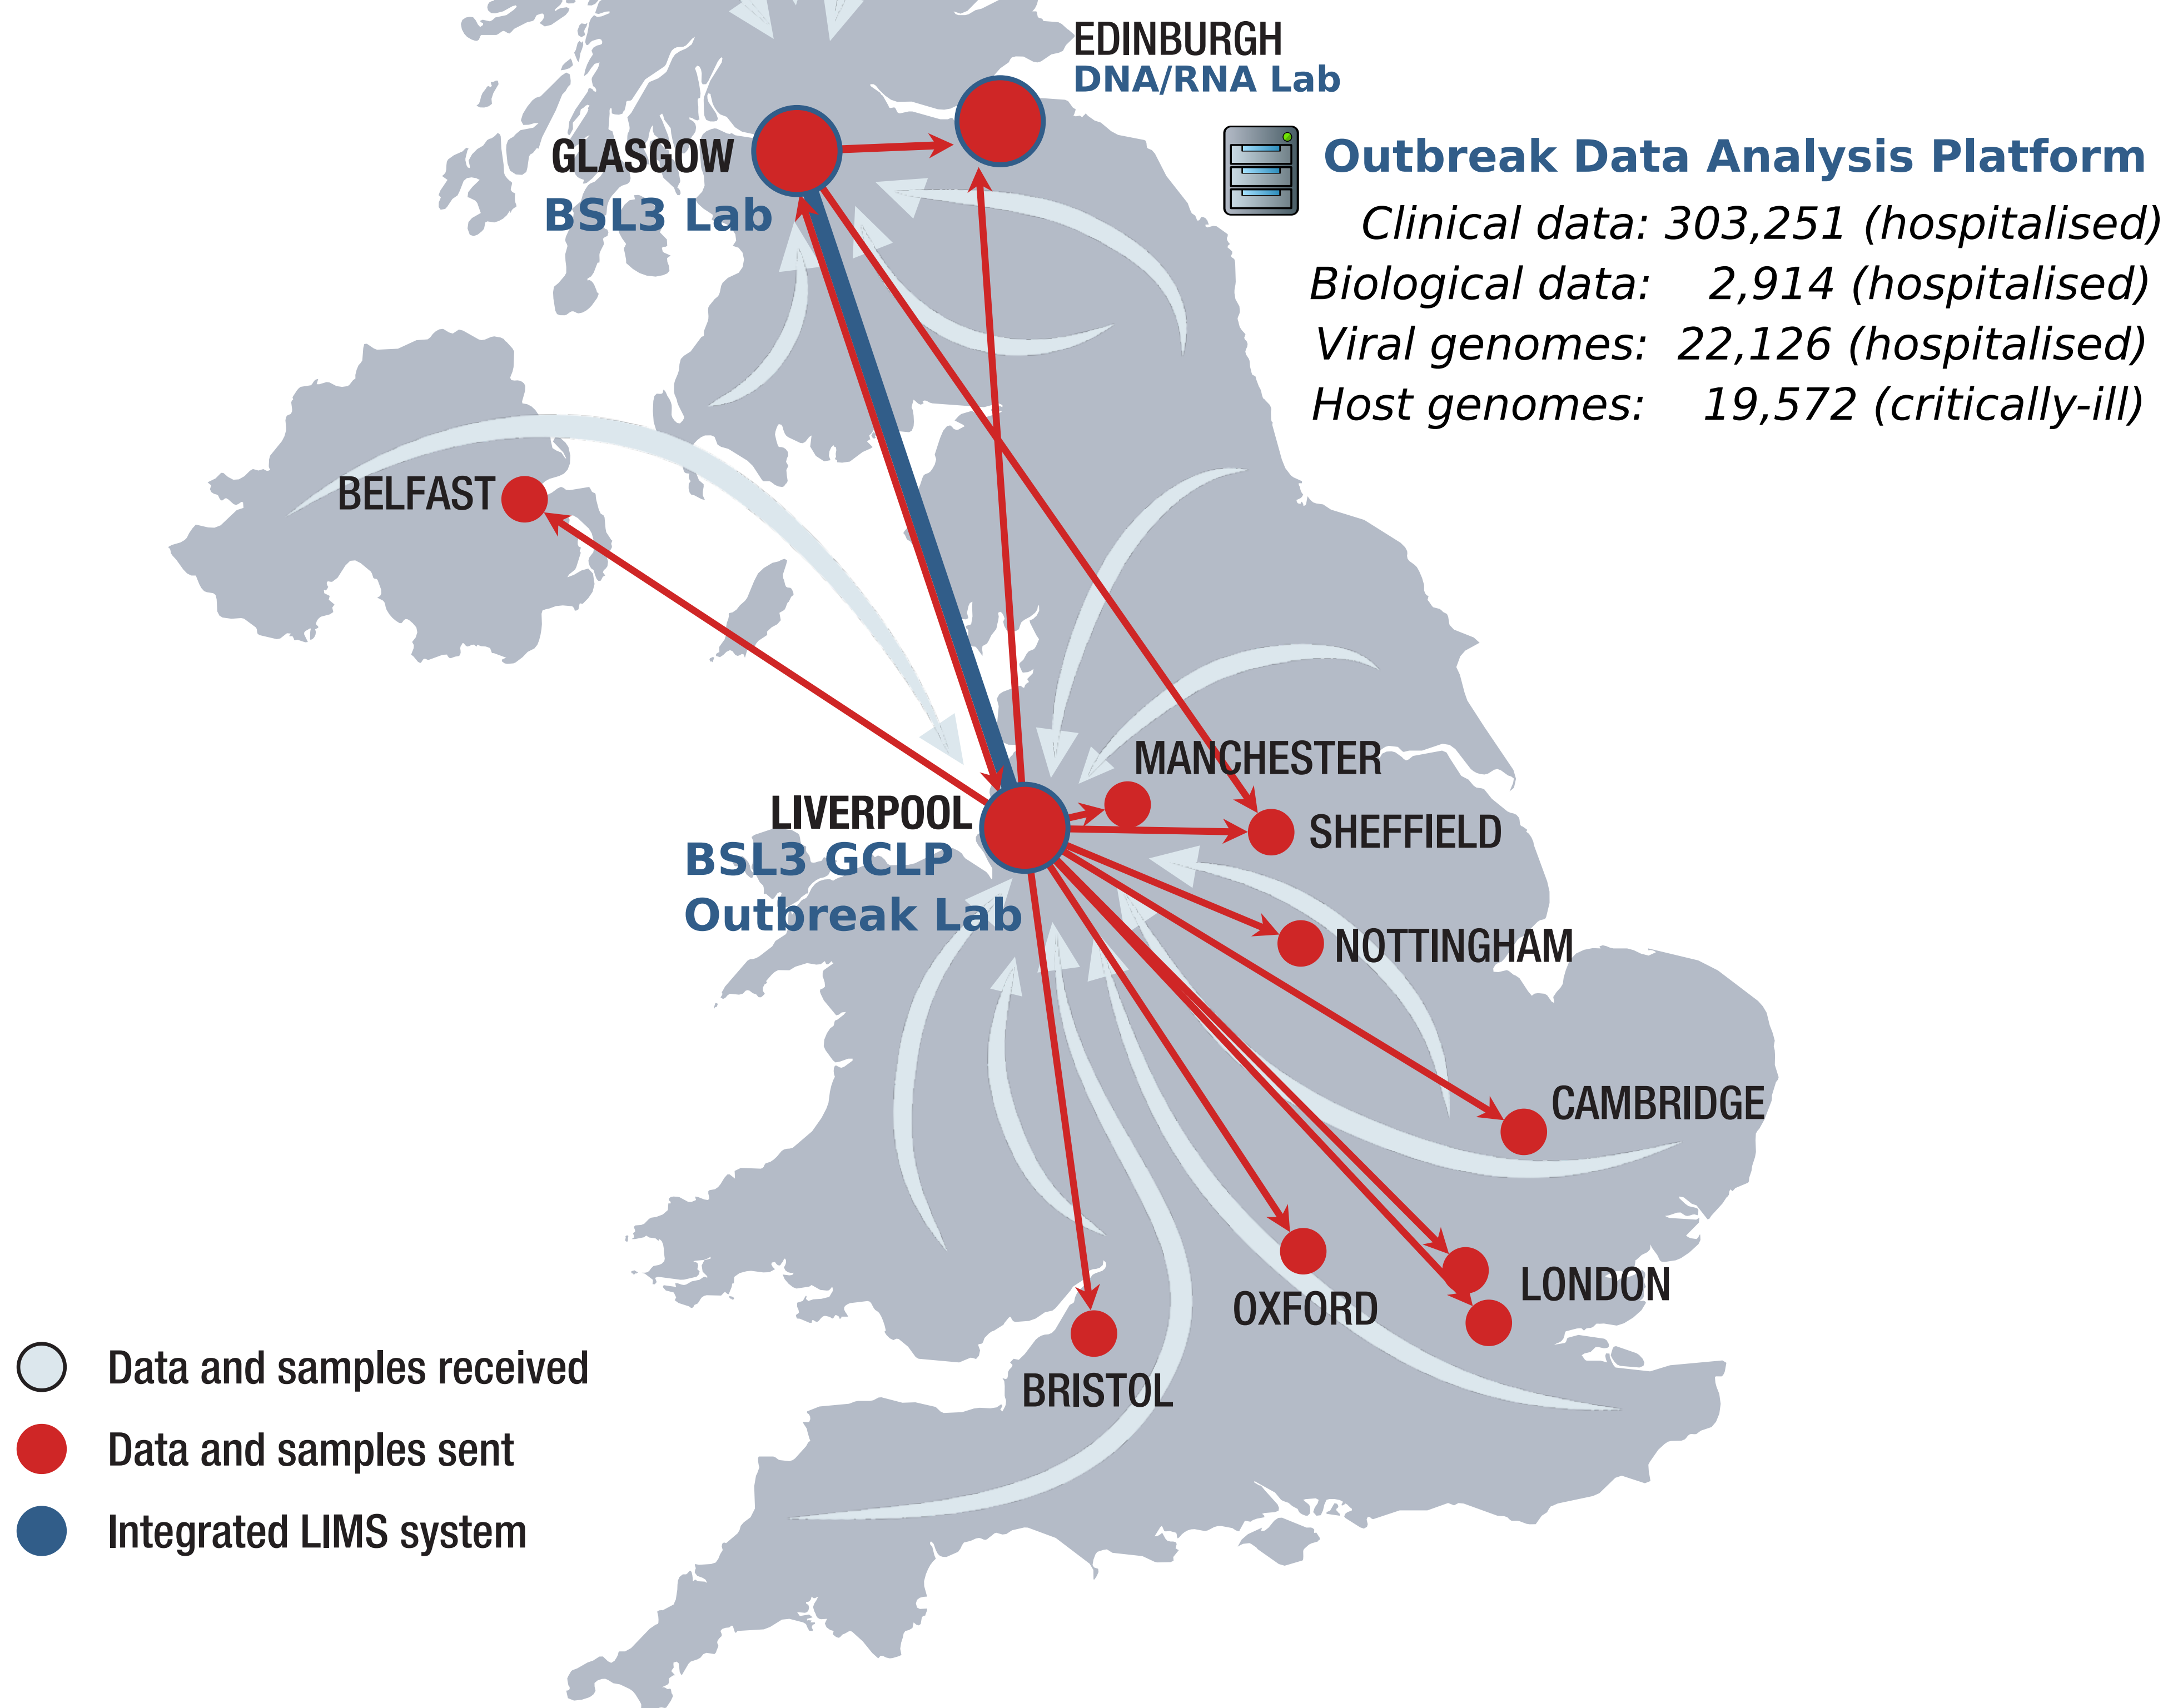 EDINBURGH
DNA/RNA Lab
GLASGOW
BSL3 Lab
Outbreak Data Analysis Platform
Clinical data: 303,251 (hospitalised)
Biological data: 2,914 (hospitalised)
Viral genomes: 22,126 (hospitalised)
Host genomes: 19,572 (critically-ill)
BELFAST
MANCHESTER
LIVERPOOL
BSL3 GCLP
Outbreak Lab
SHEFFIELD
NOTTINGHAM
CAMBRIDGE
LONDON
OXFORD
BRISTOL
Data and samples received
Data and samples sent
Integrated LIMS system